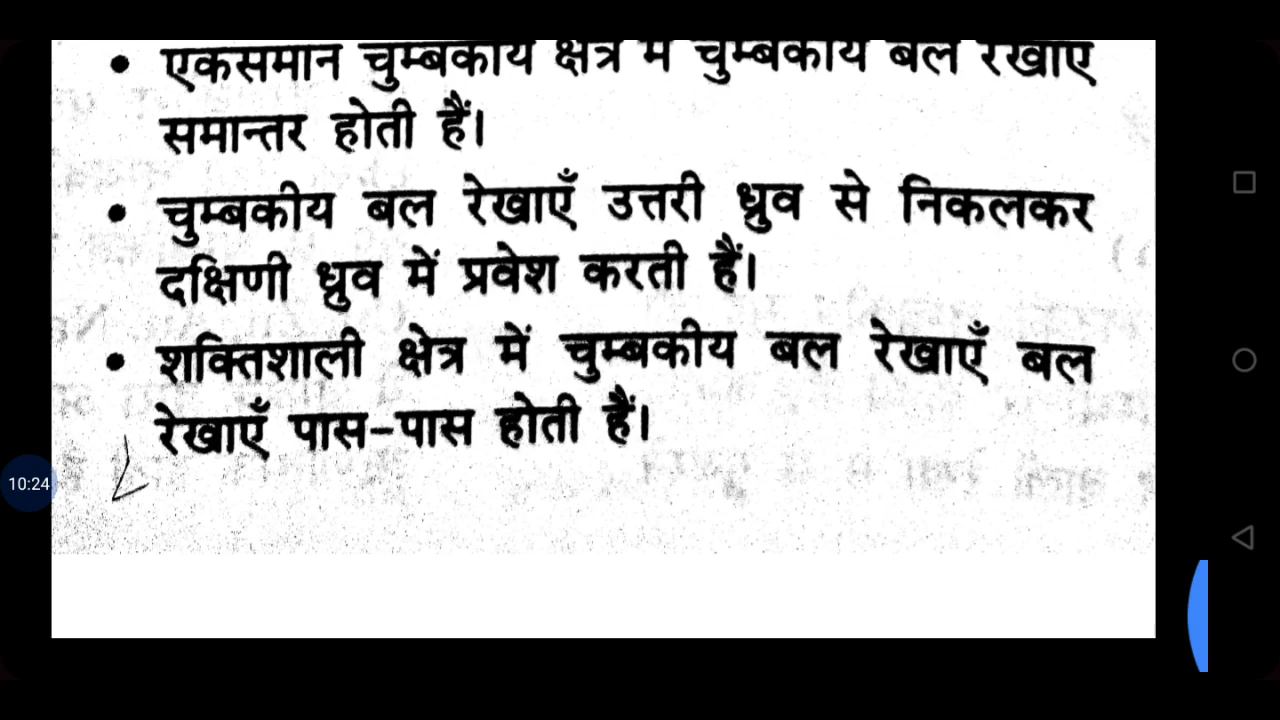 • एकसमान चुम्बकीय क्षेत्र में चुम्बकीय बल रेखाएँ
समान्तर होती हैं।
• चुम्बकीय बल रेखाएँ उत्तरी ध्रुव से निकलकर
दक्षिणी ध्रुव में प्रवेश करती हैं।
• शक्तिशाली क्षेत्र में चुम्बकीय बल रेखाएँ बल
रेखाएँ पास-पास होती हैं।
10:24